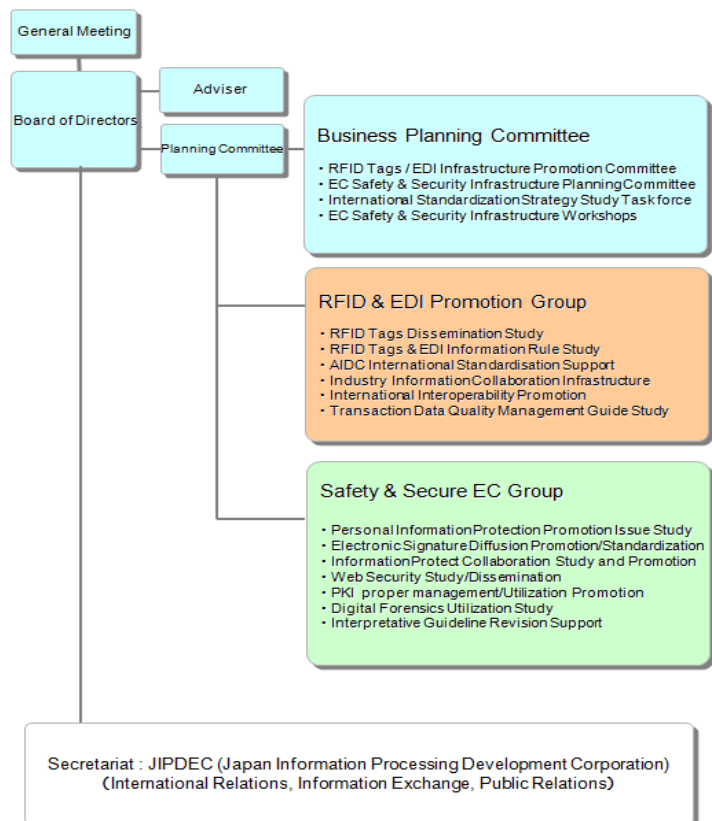 General Meeting
Board of Directors
Adviser
Planning Committee
Business Planning Committee
・RFID Tags / EDI Infrastructure Promotion Committee
・EC Safety & Security Infrastructure Planning Committee
・International Standardization Strategy Study Task force
・EC Safety & Security Infrastructure Workshops
RFID & EDI Promotion Group
・RFID Tags Dissemination Study
・RFID Tags & EDI Information Rule Study
・AIDC International Standardisation Support
・Industry Information Collaboration Infrastructure
・International Interoperability Promotion
・Transaction Data Quality Management Guide Study
Safety & Secure EC Group
・Personal Information Protection Promotion Issue Study
・Electronic Signature Diffusion Promotion/Standardization
・Information Protect Collaboration Study and Promotion
・Web Security Study/Dissemination
・PKI proper management/Utilization Promotion
・Digital Forensics Utilization Study
・Interpretative Guideline Revision Support
Secretariat : JIPDEC (Japan Information Processing Development Corporation)
(International Relations, Information Exchange, Public Relations)